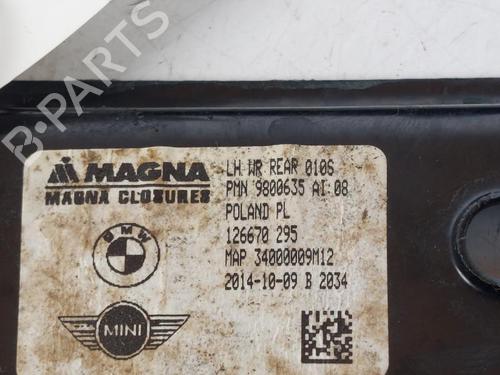 B-PARTS
MAGNA
MAGNA CLOSURES
LH WR REAR 010S
PMN 9800635 AI:08
POLAND PL
126670 295
MAP 34000009M12
2014-10-09 B 2034
BMW
MINI